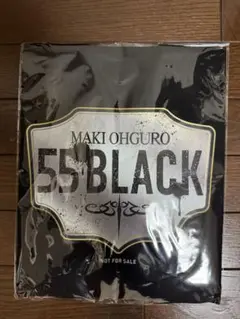 MAKI OHGURO
55 BLACK
NOT FOR SALE